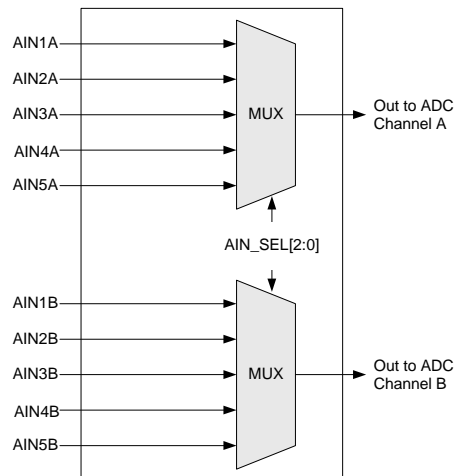 AIN1A
AIN2A
AIN3A
AIN4A
AIN5A
MUX
Out to ADC
Channel A
AIN_SEL[2:0]
AIN1B
AIN2B
AIN3B
AIN4B
AIN5B
MUX
Out to ADC
Channel B